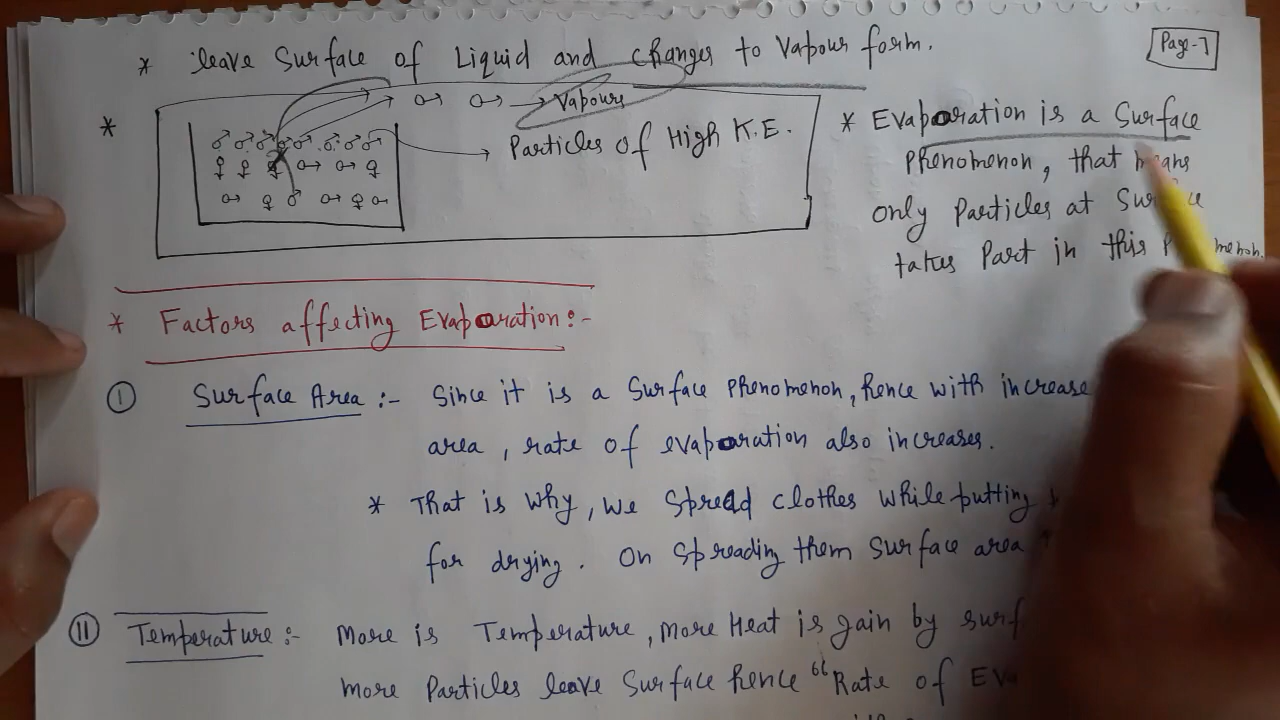 * leave Surface of Liquid and changes to Vapour form.
Page-7
* → Vapours
Particles of High K.E.
* Evaporation is a Surface
Phenomenon, that means
only Particles at Surface
takes Part in this
* Factors affecting Evaporation:-
I Surface Area :- Since it is a Surface Phenomenon, hence with increase
area, rate of evaporation also increases.
* That is why, we spread clothes while putting
for drying. On spreading them surface area
II Temperature :- More is Temperature, more Heat is gain by
more Particles leave Surface hence "Rate of